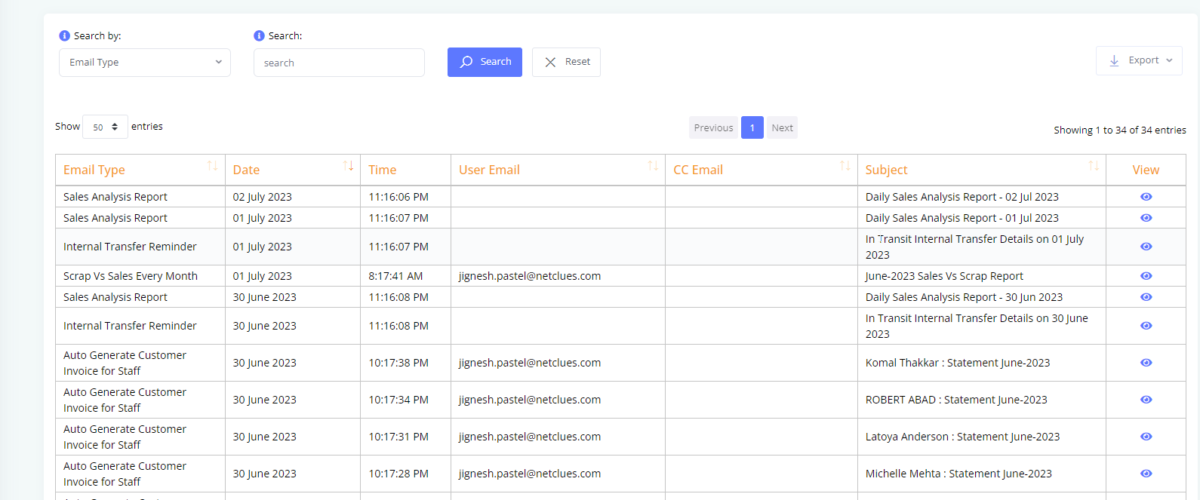 Search by:
Search:
Email Type
search
Search
Reset
Export
Show 50 entries
Previous 1 Next
Showing 1 to 34 of 34 entries
Email Type Date Time User Email CC Email Subject View
Sales Analysis Report 02 July 2023 11:16:06 PM Daily Sales Analysis Report - 02 Jul 2023
Sales Analysis Report 01 July 2023 11:16:07 PM Daily Sales Analysis Report - 01 Jul 2023
Internal Transfer Reminder 01 July 2023 11:16:07 PM In Transit Internal Transfer Details on 01 July
2023
Scrap Vs Sales Every Month 01 July 2023 8:17:41 AM jignesh.pastel@netclues.com June-2023 Sales Vs Scrap Report
Sales Analysis Report 30 June 2023 11:16:08 PM Daily Sales Analysis Report - 30 Jun 2023
Internal Transfer Reminder 30 June 2023 11:16:08 PM In Transit Internal Transfer Details on 30 June
2023
Auto Generate Customer
Invoice for Staff 30 June 2023 10:17:38 PM jignesh.pastel@netclues.com Komal Thakkar : Statement June-2023
Auto Generate Customer
Invoice for Staff 30 June 2023 10:17:34 PM jignesh.pastel@netclues.com ROBERT ABAD : Statement June-2023
Auto Generate Customer
Invoice for Staff 30 June 2023 10:17:31 PM jignesh.pastel@netclues.com Latoya Anderson : Statement June-2023
Auto Generate Customer
Invoice for Staff 30 June 2023 10:17:28 PM jignesh.pastel@netclues.com Michelle Mehta : Statement June-2023